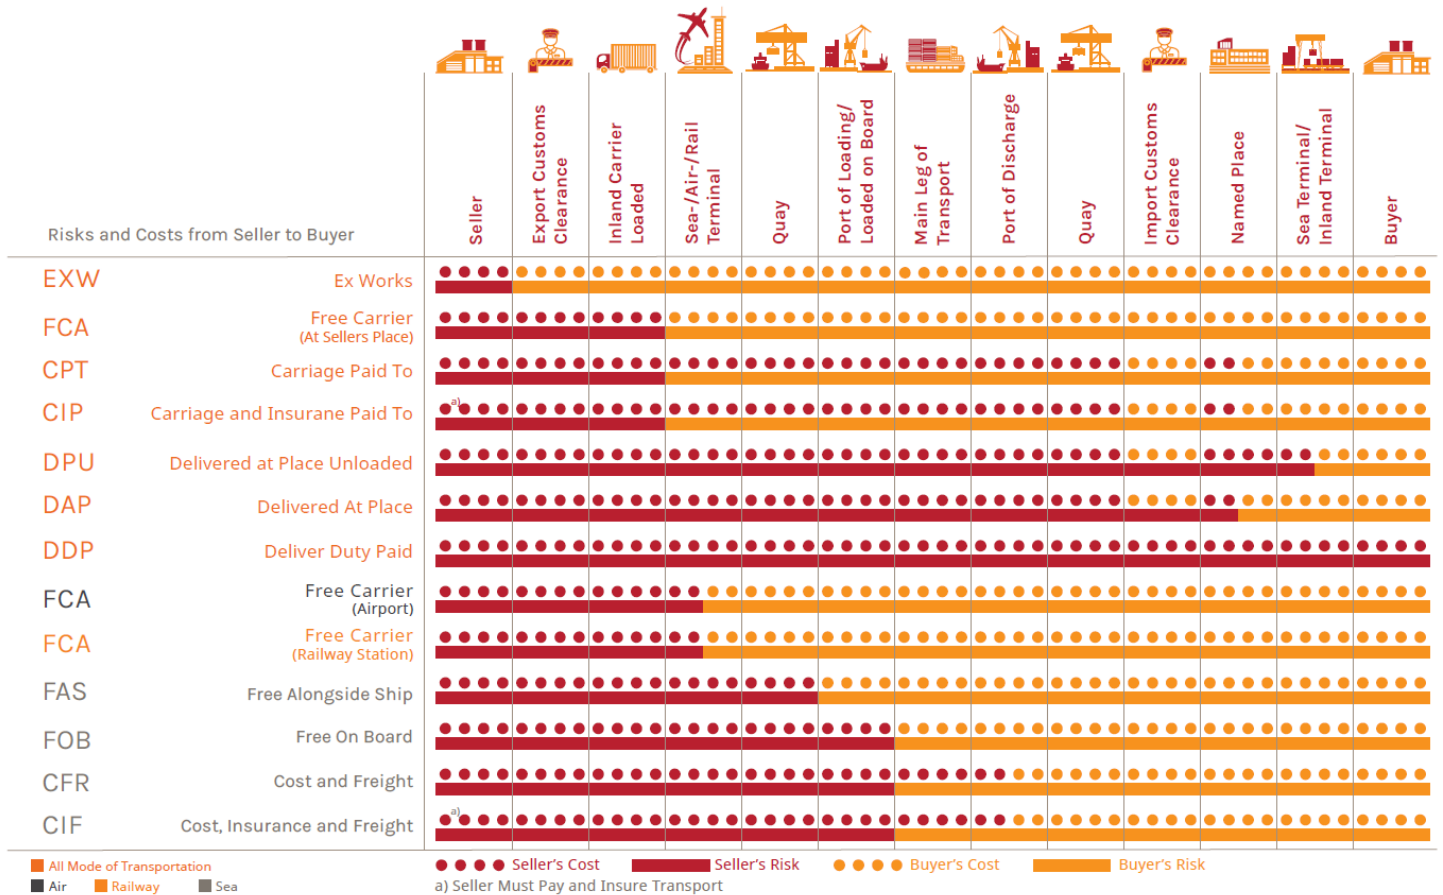 Seller
Export Customs
Clearance
Inland Carrier
Loaded
Sea-/Air-/Rail
Terminal
Quay
Port of Loading/
Loaded on Board
Main Leg of
Transport
Port of Discharge
Quay
Import Customs
Clearance
Named Place
Sea Terminal/
Inland Terminal
Buyer
Risks and Costs from Seller to Buyer
EXW Ex Works
FCA Free Carrier
(At Sellers Place)
CPT Carriage Paid To
a)
CIP Carriage and Insurane Paid To
DPU Delivered at Place Unloaded
DAP Delivered At Place
DDP Deliver Duty Paid
FCA Free Carrier
(Airport)
FCA Free Carrier
(Railway Station)
FAS Free Alongside Ship
FOB Free On Board
CFR Cost and Freight
a)
CIF Cost, Insurance and Freight
All Mode of Transportation
Air Railway Sea
Seller's Cost Seller's Risk Buyer's Cost Buyer's Risk
a) Seller Must Pay and Insure Transport